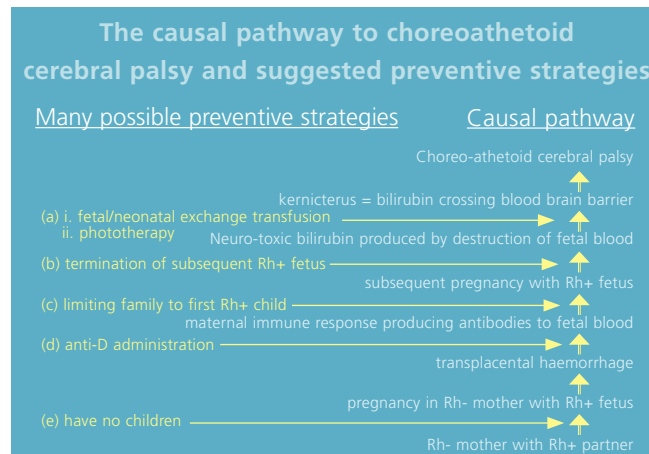 The causal pathway to choreoathetoid
cerebral palsy and suggested preventive strategies
Many possible preventive strategies
Causal pathway
Choreo-athetoid cerebral palsy
kernicterus = bilirubin crossing blood brain barrier
(a) i. fetal/neonatal exchange transfusion
ii. phototherapy
Neuro-toxic bilirubin produced by destruction of fetal blood
(b) termination of subsequent Rh+ fetus
subsequent pregnancy with Rh+ fetus
(c) limiting family to first Rh+ child
maternal immune response producing antibodies to fetal blood
(d) anti-D administration
transplacental haemorrhage
pregnancy in Rh- mother with Rh+ fetus
(e) have no children
Rh- mother with Rh+ partner